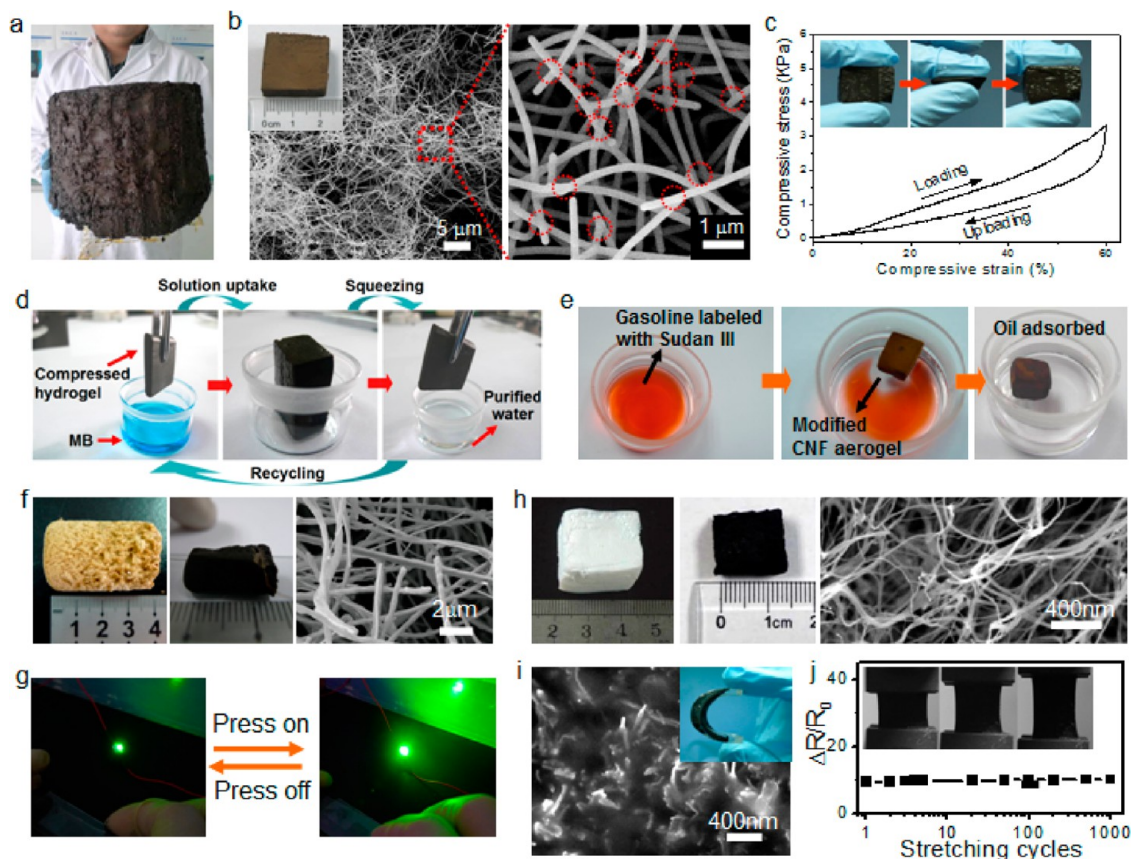 a
b
6cm 1 2
5 μm
1 μm
c
Compressive stress (KPa)
6
5
4
3
2
1
0
Loading
Uploading
0 20 40 60
Compressive strain (%)
d
Solution uptake
Squeezing
Compressed
hydrogel
MB
Purified
water
Recycling
e
Gasoline labeled
with Sudan III
Modified
CNF aerogel
Oil adsorbed
f
1 2 3 4
2μm
h
2 3 4 5
0 1cm 2
400nm
g
Press on
Press off
i
400nm
j
ΔR/R0
40
20
0
1 10 100 1000
Stretching cycles